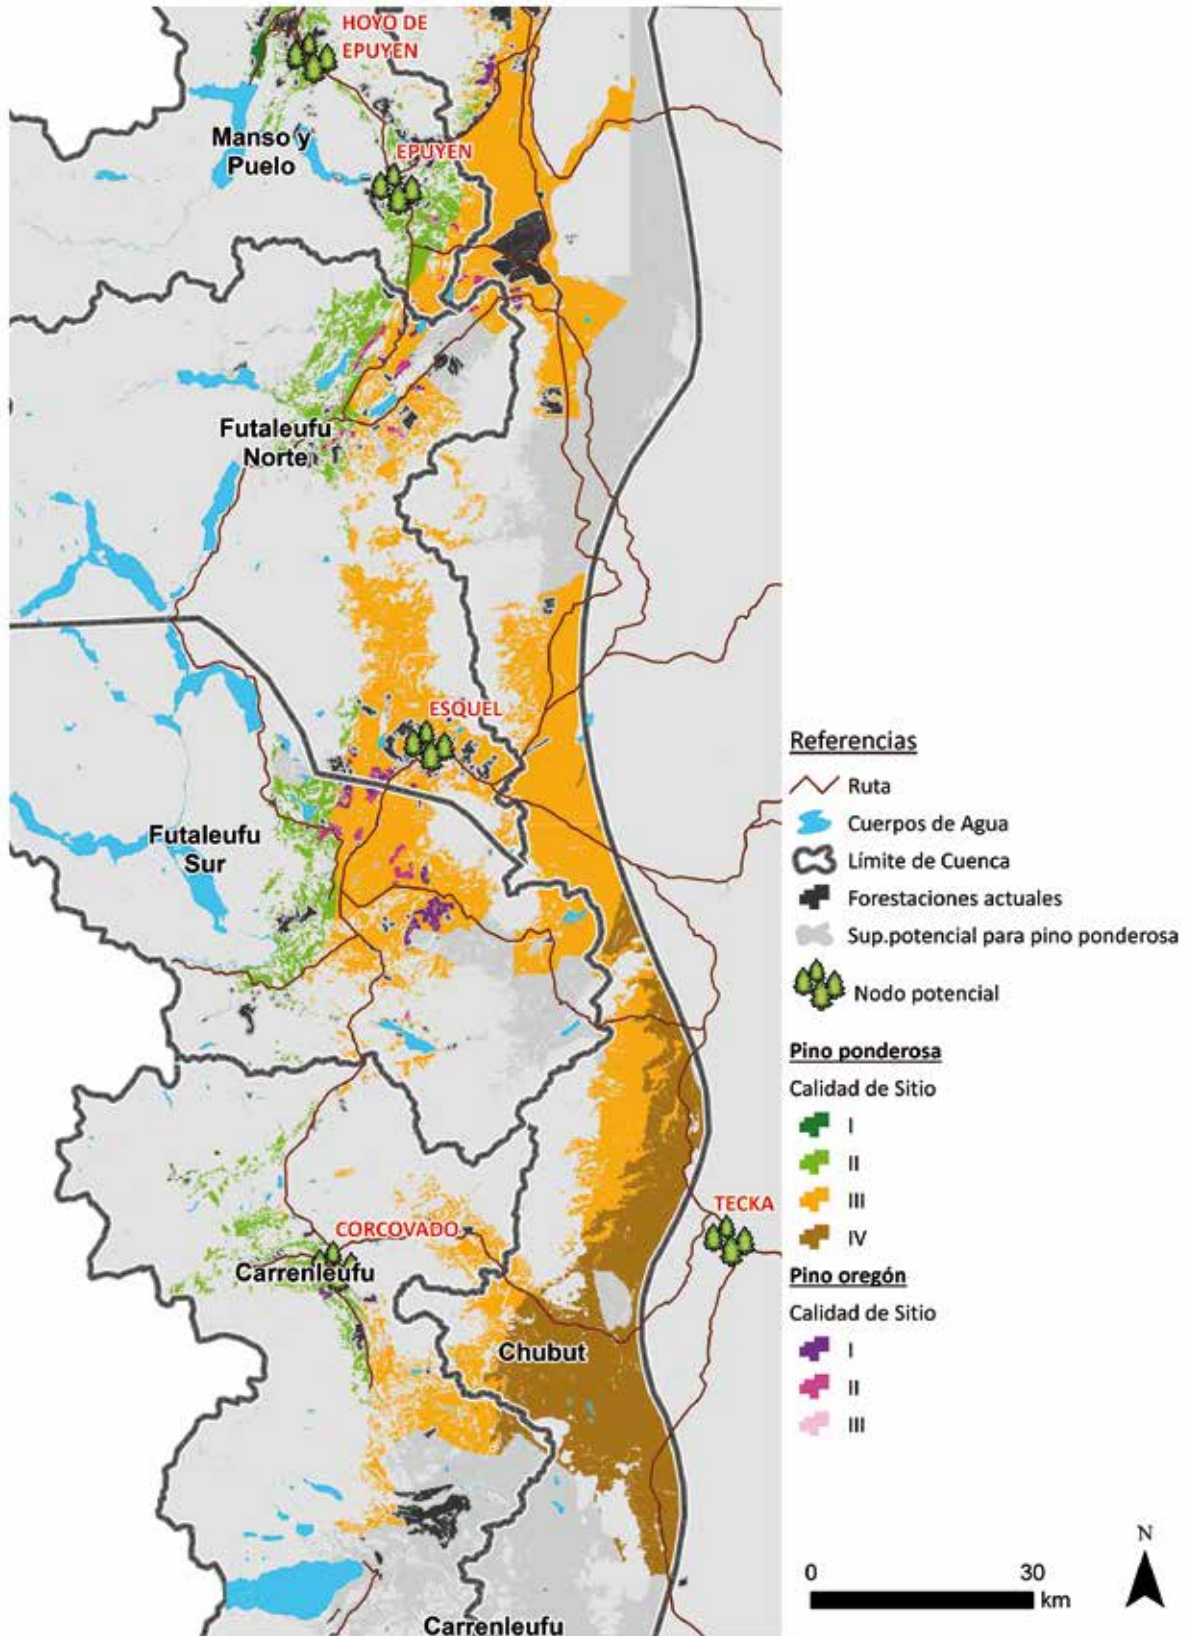 HOYO DE
EPUYEN
Manso y
Puelo
EPUYEN
Futaleufu
Norte
ESQUEL
Futaleufu
Sur
TECKA
CORCOVADO
Carrenleufu
Chubut
Carrenleufu
Referencias
Ruta
Cuerpos de Agua
Límite de Cuenca
Forestaciones actuales
Sup.potencial para pino ponderosa
Nodo potencial
Pino ponderosa
Calidad de Sitio
I
II
III
IV
Pino oregón
Calidad de Sitio
I
II
III
N
0 30
km